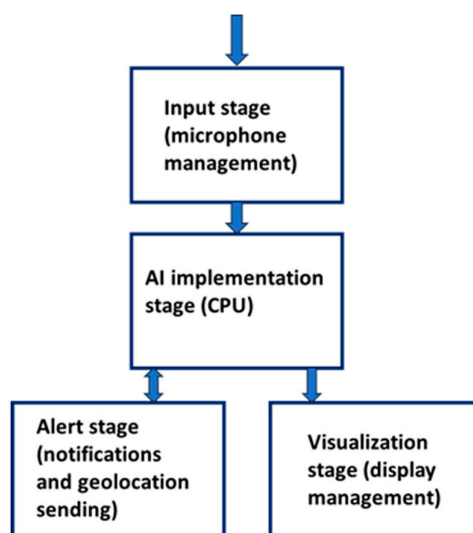 Input stage
(microphone
management)
AI implementation
stage (CPU)
Alert stage
(notifications
and geolocation
sending)
Visualization
stage (display
management)